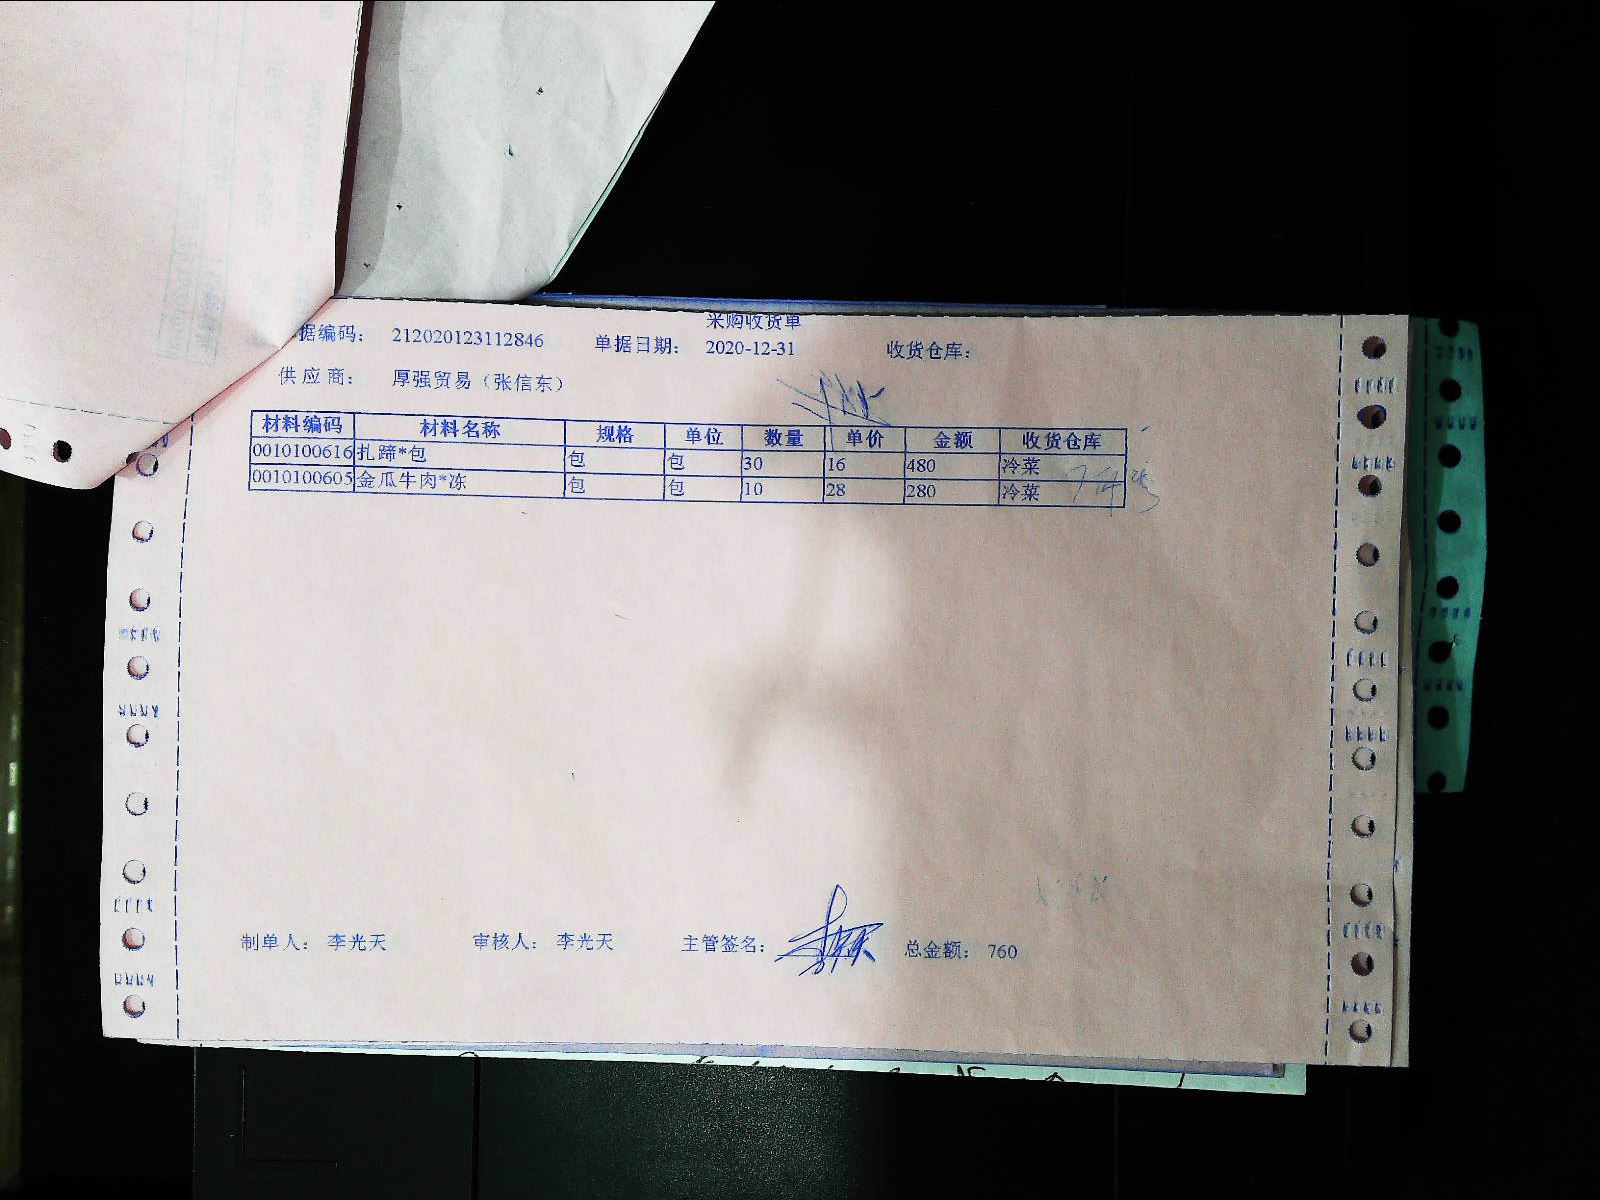 采购收货单
据编码： 212020123112846 单据日期： 2020-12-31 收货仓库：
供应商： 厚强贸易（张信东）
材料编码 材料名称 规格 单位 数量 单价 金额 收货仓库
0010100616 扎蹄*包 包 包 30 16 480 冷菜
0010100605 金瓜牛肉*冻 包 包 10 28 280 冷菜
制单人： 李光天 审核人： 李光天 主管签名： 总金额： 760